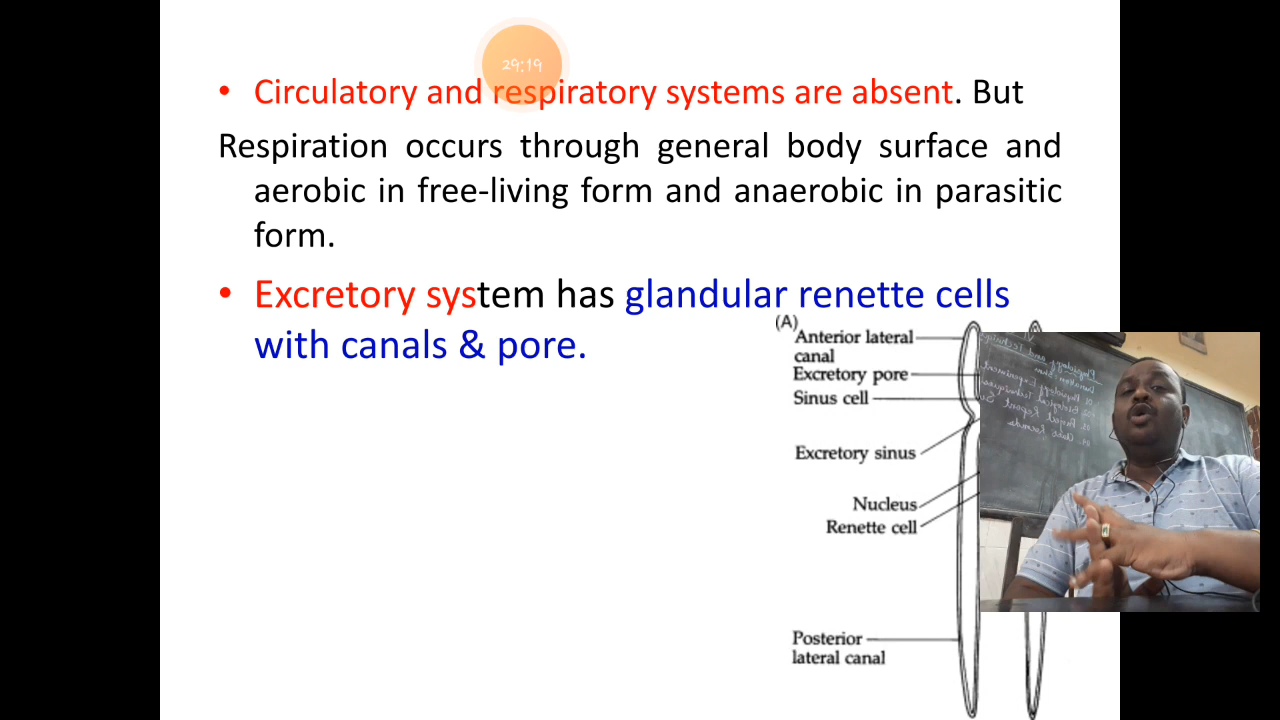 29:19
• Circulatory and respiratory systems are absent. But
Respiration occurs through general body surface and
aerobic in free-living form and anaerobic in parasitic
form.
• Excretory system has glandular renette cells
with canals & pore.
(A)
Anterior lateral
canal
Excretory pore
Sinus cell
Excretory sinus
Nucleus
Renette cell
Posterior
lateral canal
Physiology and